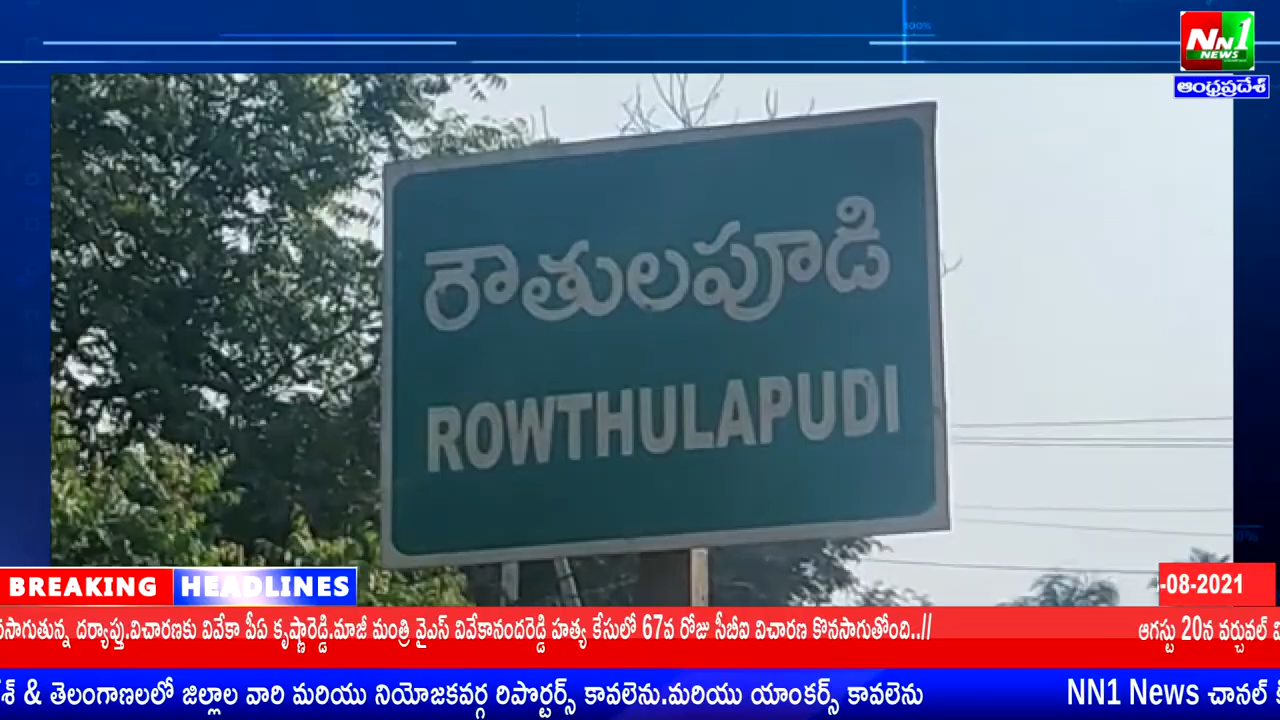 100%
NN1
NEWS
ఆంధ్రప్రదేశ్
రౌతులపూడి
ROWTHULAPUDI
BREAKING HEADLINES
-08-2021
దర్యాప్తు.విచారణకు వివేకా పీఏ కృష్ణారెడ్డి.మాజీ మంత్రి వైఎస్ వివేకానందరెడ్డి హత్య కేసులో 67వ రోజు సీబీఐ విచారణ కొనసాగుతోంది..// ఆగస్టు 20న వర్చువల్
& తెలంగాణలలో జిల్లాల వారి మరియు నియోజకవర్గ రిపొర్టర్స్ కావలెను.మరియు యాంకర్స్ కావలెను NN1 News చానల్